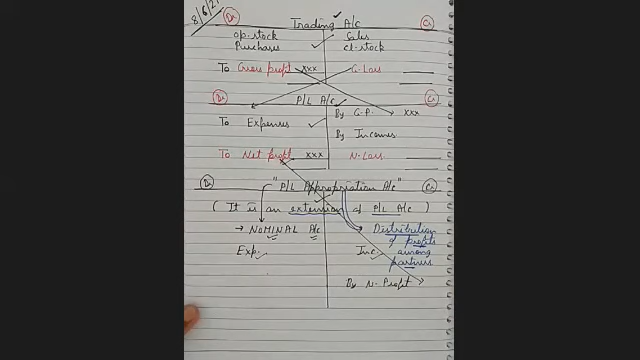 8/6/21
Dr. Trading A/c Cr.
op. stock Sales
Purchases cl. stock
To Gross profit xxx G. Loss
Dr. P/L A/c Cr.
By G.P. xxx
To Expenses
By Incomes
To Net profit xxx N. Loss
Dr. "P/L Appropriation A/c" Cr.
( It is an extension of P/L A/c )
→ NOMINAL A/c Distribution
of profits
Exp. Inc. among
partners
By N. Profit